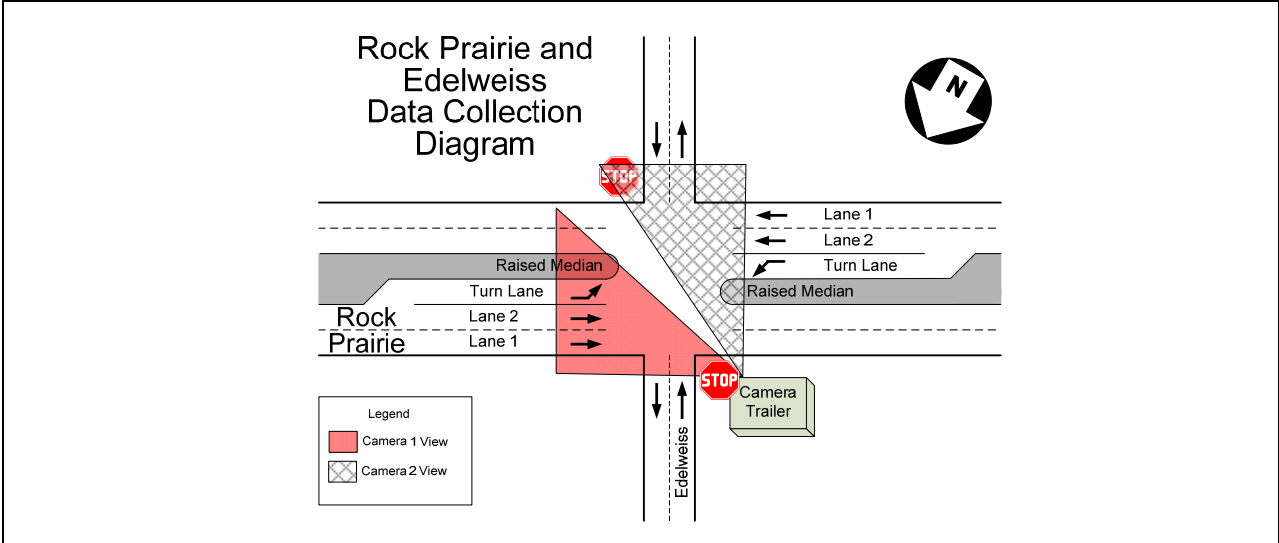 Rock Prairie and
Edelweiss
Data Collection
Diagram
N
STOP
Lane 1
Lane 2
Turn Lane
Raised Median
Raised Median
Turn Lane
Lane 2
Lane 1
Rock
Prairie
STOP
Camera
Trailer
Edelweiss
Legend
Camera 1 View
Camera 2 View